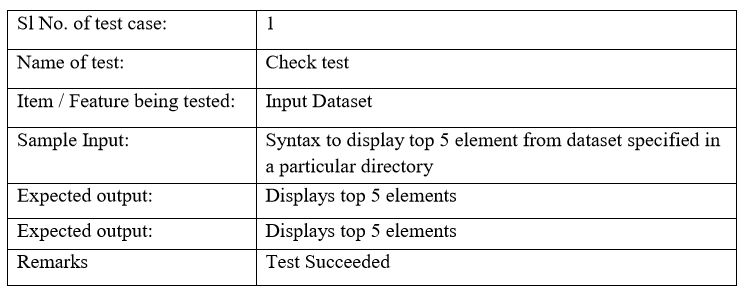 Sl No. of test case: 1
Name of test: Check test
Item / Feature being tested: Input Dataset
Sample Input: Syntax to display top 5 element from dataset specified in
a particular directory
Expected output: Displays top 5 elements
Expected output: Displays top 5 elements
Remarks Test Succeeded